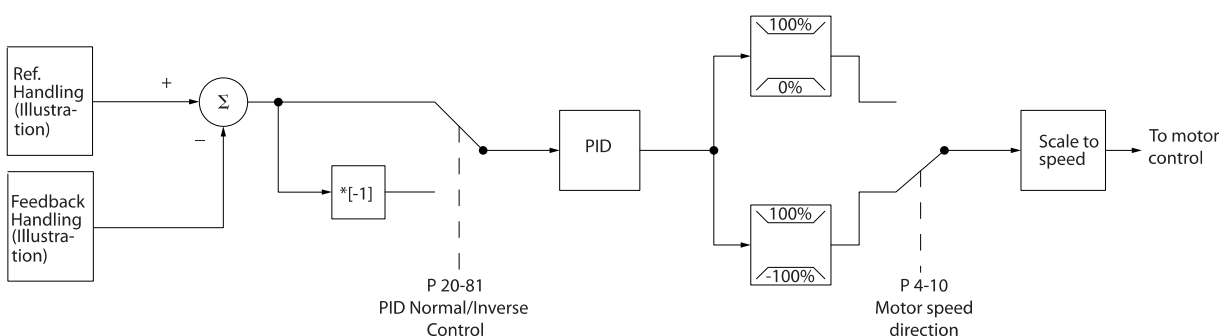 Ref.
Handling
(Illustra-
tion)
+
Σ
–
Feedback
Handling
(Illustra-
tion)
*[-1]
P 20-81
PID Normal/Inverse
Control
PID
100%
0%
100%
-100%
P 4-10
Motor speed
direction
Scale to
speed
To motor
control